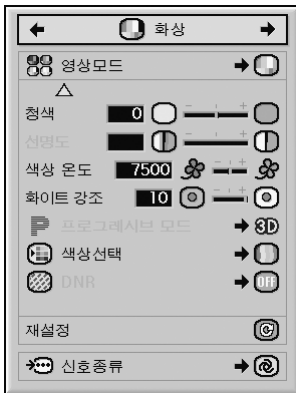 화상
영상모드
청색 0
선명도
색상 온도 7500
화이트 강조 10
P 프로그레시브 모드 3D
색상선택
DNR OFF
재설정
신호종류